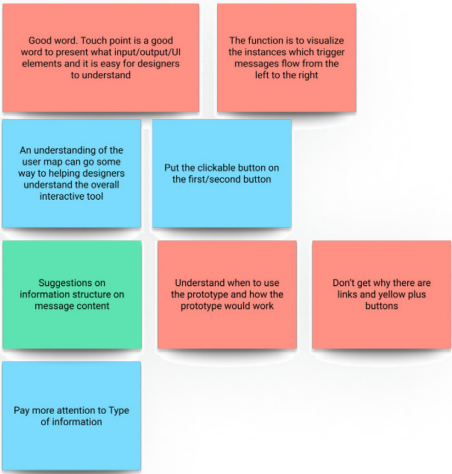 Good word. Touch point is a good
word to present what input/output/UI
elements and it is easy for designers
to understand
The function is to visualize
the instances which trigger
messages flow from the
left to the right
An understanding of the
user map can go some
way to helping designers
understand the overall
interactive tool
Put the clickable button on
the first/second button
Suggestions on
information structure on
message content
Understand when to use
the prototype and how the
prototype would work
Don't get why there are
links and yellow plus
buttons
Pay more attention to Type
of information